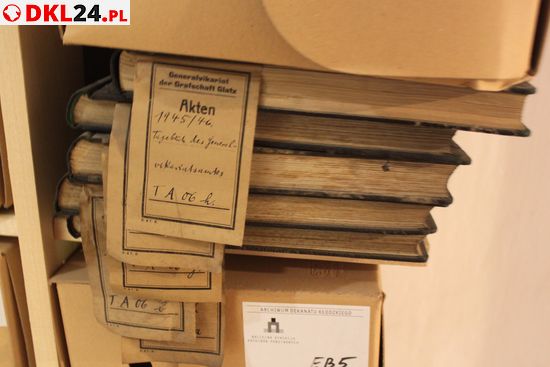 DKL24.PL
Generalvikariat
der Grafschaft Glatz
Akten
1945/46.
Tagebuch des General-
vikariatsamtes
T A 06 h.
T A 06
ARCHIWUM DEKANATU KŁODZKIEGO
EB5